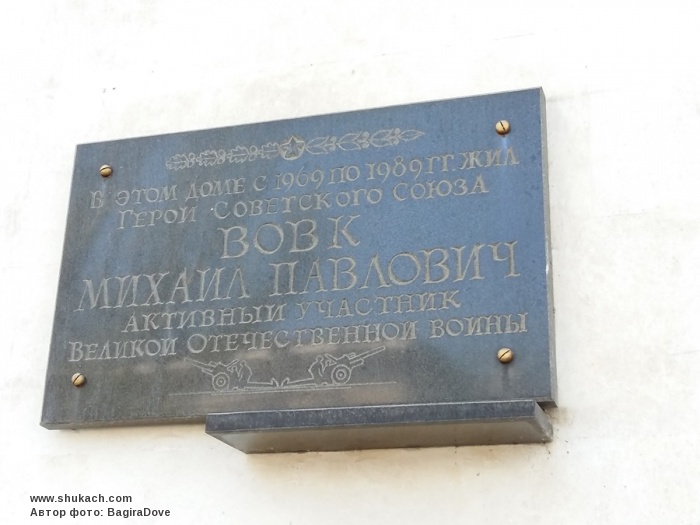 В ЭТОМ ДОМЕ С 1969 ПО 1989 ГГ. ЖИЛ
ГЕРОЙ СОВЕТСКОГО СОЮЗА
ВОВК
МИХАИЛ ПАВЛОВИЧ
АКТИВНЫЙ УЧАСТНИК
ВЕЛИКОЙ ОТЕЧЕСТВЕННОЙ ВОЙНЫ
www.shukach.com
Автор фото: BagiraDove